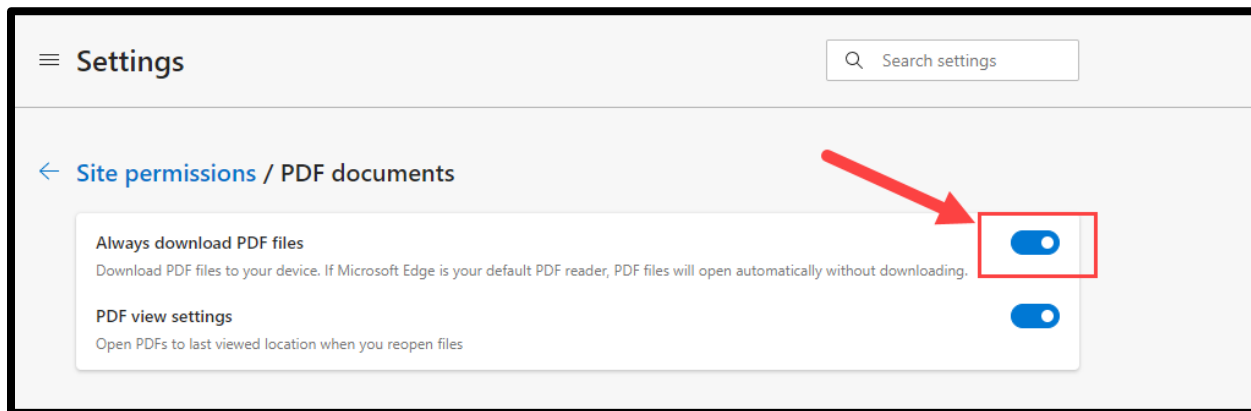 Settings
Search settings
Site permissions / PDF documents
Always download PDF files
Download PDF files to your device. If Microsoft Edge is your default PDF reader, PDF files will open automatically without downloading.
PDF view settings
Open PDFs to last viewed location when you reopen files